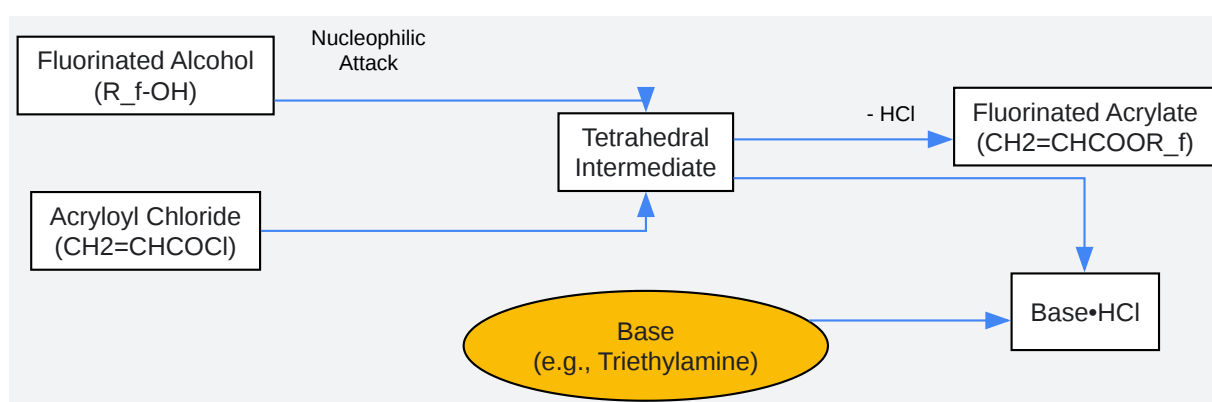 Fluorinated Alcohol
(R_f-OH)
Nucleophilic
Attack
Tetrahedral
Intermediate
- HCl
Fluorinated Acrylate
(CH2=CHCOOR_f)
Acryloyl Chloride
(CH2=CHCOCl)
Base
(e.g., Triethylamine)
Base•HCl